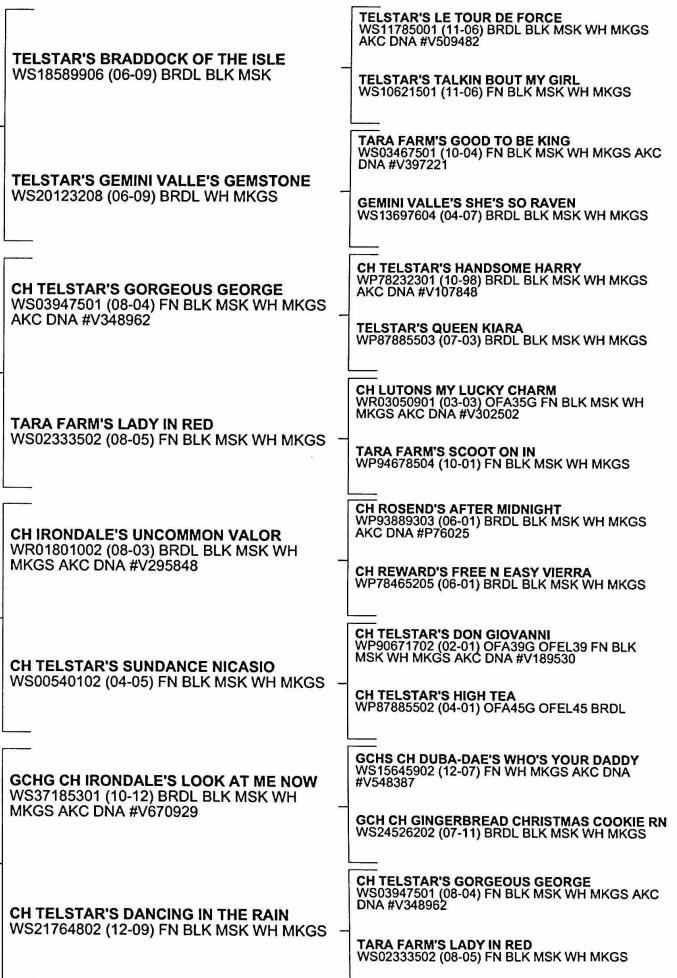 TELSTAR'S BRADDOCK OF THE ISLE
WS18589906 (06-09) BRDL BLK MSK
TELSTAR'S LE TOUR DE FORCE
WS11785001 (11-06) BRDL BLK MSK WH MKGS
AKC DNA #V509482
TELSTAR'S TALKIN BOUT MY GIRL
WS10621501 (11-06) FN BLK MSK WH MKGS
TELSTAR'S GEMINI VALLE'S GEMSTONE
WS20123208 (06-09) BRDL WH MKGS
TARA FARM'S GOOD TO BE KING
WS03467501 (10-04) FN BLK MSK WH MKGS AKC
DNA #V397221
GEMINI VALLE'S SHE'S SO RAVEN
WS13697604 (04-07) BRDL BLK MSK WH MKGS
CH TELSTAR'S GORGEOUS GEORGE
WS03947501 (08-04) FN BLK MSK WH MKGS
AKC DNA #V348962
CH TELSTAR'S HANDSOME HARRY
WP78232301 (10-98) BRDL BLK MSK WH MKGS
AKC DNA #V107848
TELSTAR'S QUEEN KIARA
WP87885503 (07-03) BRDL BLK MSK WH MKGS
TARA FARM'S LADY IN RED
WS02333502 (08-05) FN BLK MSK WH MKGS
CH LUTONS MY LUCKY CHARM
WR03050901 (03-03) OFA35G FN BLK MSK WH
MKGS AKC DNA #V302502
TARA FARM'S SCOOT ON IN
WP94678504 (10-01) FN BLK MSK WH MKGS
CH IRONDALE'S UNCOMMON VALOR
WR01801002 (08-03) BRDL BLK MSK WH
MKGS AKC DNA #V295848
CH ROSEND'S AFTER MIDNIGHT
WP93889303 (06-01) BRDL BLK MSK WH MKGS
AKC DNA #P76025
CH REWARD'S FREE N EASY VIERRA
WP78465205 (06-01) BRDL BLK MSK WH MKGS
CH TELSTAR'S SUNDANCE NICASIO
WS00540102 (04-05) FN BLK MSK WH MKGS
CH TELSTAR'S DON GIOVANNI
WP90671702 (02-01) OFA39G OFEL39 FN BLK
MSK WH MKGS AKC DNA #V189530
CH TELSTAR'S HIGH TEA
WP87885502 (04-01) OFA45G OFEL45 BRDL
GCHG CH IRONDALE'S LOOK AT ME NOW
WS37185301 (10-12) BRDL BLK MSK WH
MKGS AKC DNA #V670929
GCHS CH DUBA-DAE'S WHO'S YOUR DADDY
WS15645902 (12-07) FN WH MKGS AKC DNA
#V548387
GCH CH GINGERBREAD CHRISTMAS COOKIE RN
WS24526202 (07-11) BRDL BLK MSK WH MKGS
CH TELSTAR'S DANCING IN THE RAIN
WS21764802 (12-09) FN BLK MSK WH MKGS
CH TELSTAR'S GORGEOUS GEORGE
WS03947501 (08-04) FN BLK MSK WH MKGS AKC
DNA #V348962
TARA FARM'S LADY IN RED
WS02333502 (08-05) FN BLK MSK WH MKGS